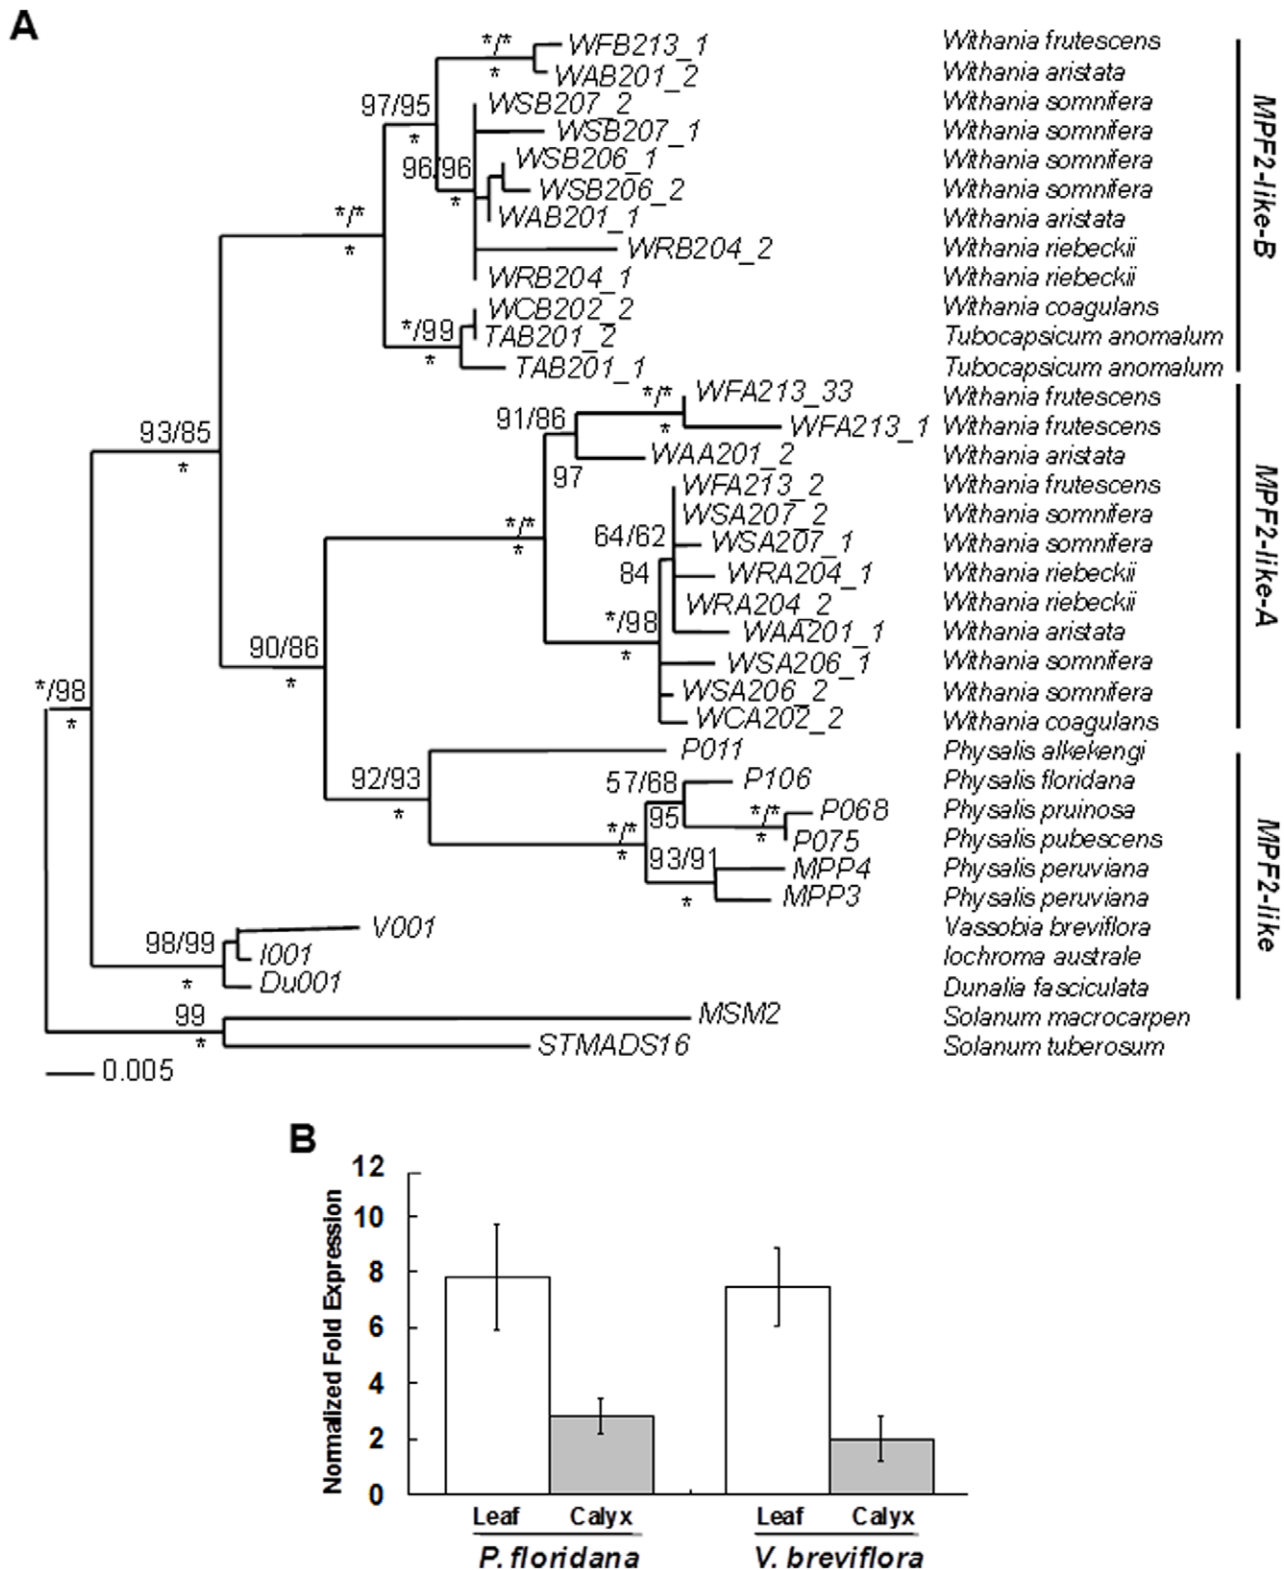 A
*/* WFB213_1 Withania frutescens
* WAB201_2 Withania aristata
97/95 WSB207_2 Withania somnifera
* WSB207_1 Withania somnifera
96/96 WSB206_1 Withania somnifera
* WSB206_2 Withania somnifera
*/* WAB201_1 Withania aristata
* WRB204_2 Withania riebeckii
WRB204_1 Withania riebeckii
WCB202_2 Withania coagulans
*/99 TAB201_2 Tubocapsicum anomalum
* TAB201_1 Tubocapsicum anomalum
MPF2-like-B
*/* WFA213_33 Withania frutescens
91/86 * WFA213_1 Withania frutescens
93/85 WAA201_2 Withania aristata
* 97 WFA213_2 Withania frutescens
*/* WSA207_2 Withania somnifera
* 64/62 WSA207_1 Withania somnifera
84 WRA204_1 Withania riebeckii
WRA204_2 Withania riebeckii
*/98 WAA201_1 Withania aristata
90/86 * WSA206_1 Withania somnifera
* WSA206_2 Withania somnifera
*/98 WCA202_2 Withania coagulans
*
MPF2-like-A
P011 Physalis alkekengi
92/93 57/68 P106 Physalis floridana
* 95 */* P068 Physalis pruinosa
*/* * P075 Physalis pubescens
* 93/91 MPP4 Physalis peruviana
* MPP3 Physalis peruviana
V001 Vassobia breviflora
98/99 I001 Iochroma australe
* Du001 Dunalia fasciculata
MPF2-like
99 MSM2 Solanum macrocarpen
* STMADS16 Solanum tuberosum
0.005
B
Normalized Fold Expression
12
10
8
6
4
2
0
Leaf Calyx Leaf Calyx
P. floridana V. breviflora